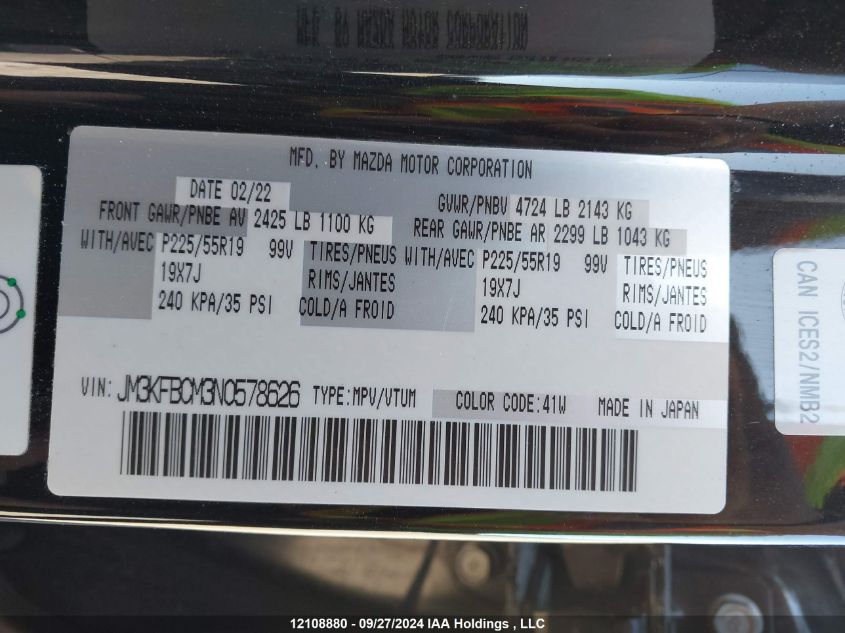 MFD. BY MAZDA MOTOR CORPORATION
DATE 02/22 GVWR/PNBV 4724 LB 2143 KG
FRONT GAWR/PNBE AV 2425 LB 1100 KG REAR GAWR/PNBE AR 2299 LB 1043 KG
WITH/AVEC P225/55R19 99V TIRES/PNEUS WITH/AVEC P225/55R19 99V TIRES/PNEUS
19X7J RIMS/JANTES 19X7J RIMS/JANTES
240 KPA/35 PSI COLD/A FROID 240 KPA/35 PSI COLD/A FROID
VIN: JM3KFBCM3N0578626 TYPE:MPV/VTUM COLOR CODE:41W MADE IN JAPAN
CAN ICES2/NMB2
12108880 - 09/27/2024 IAA Holdings , LLC